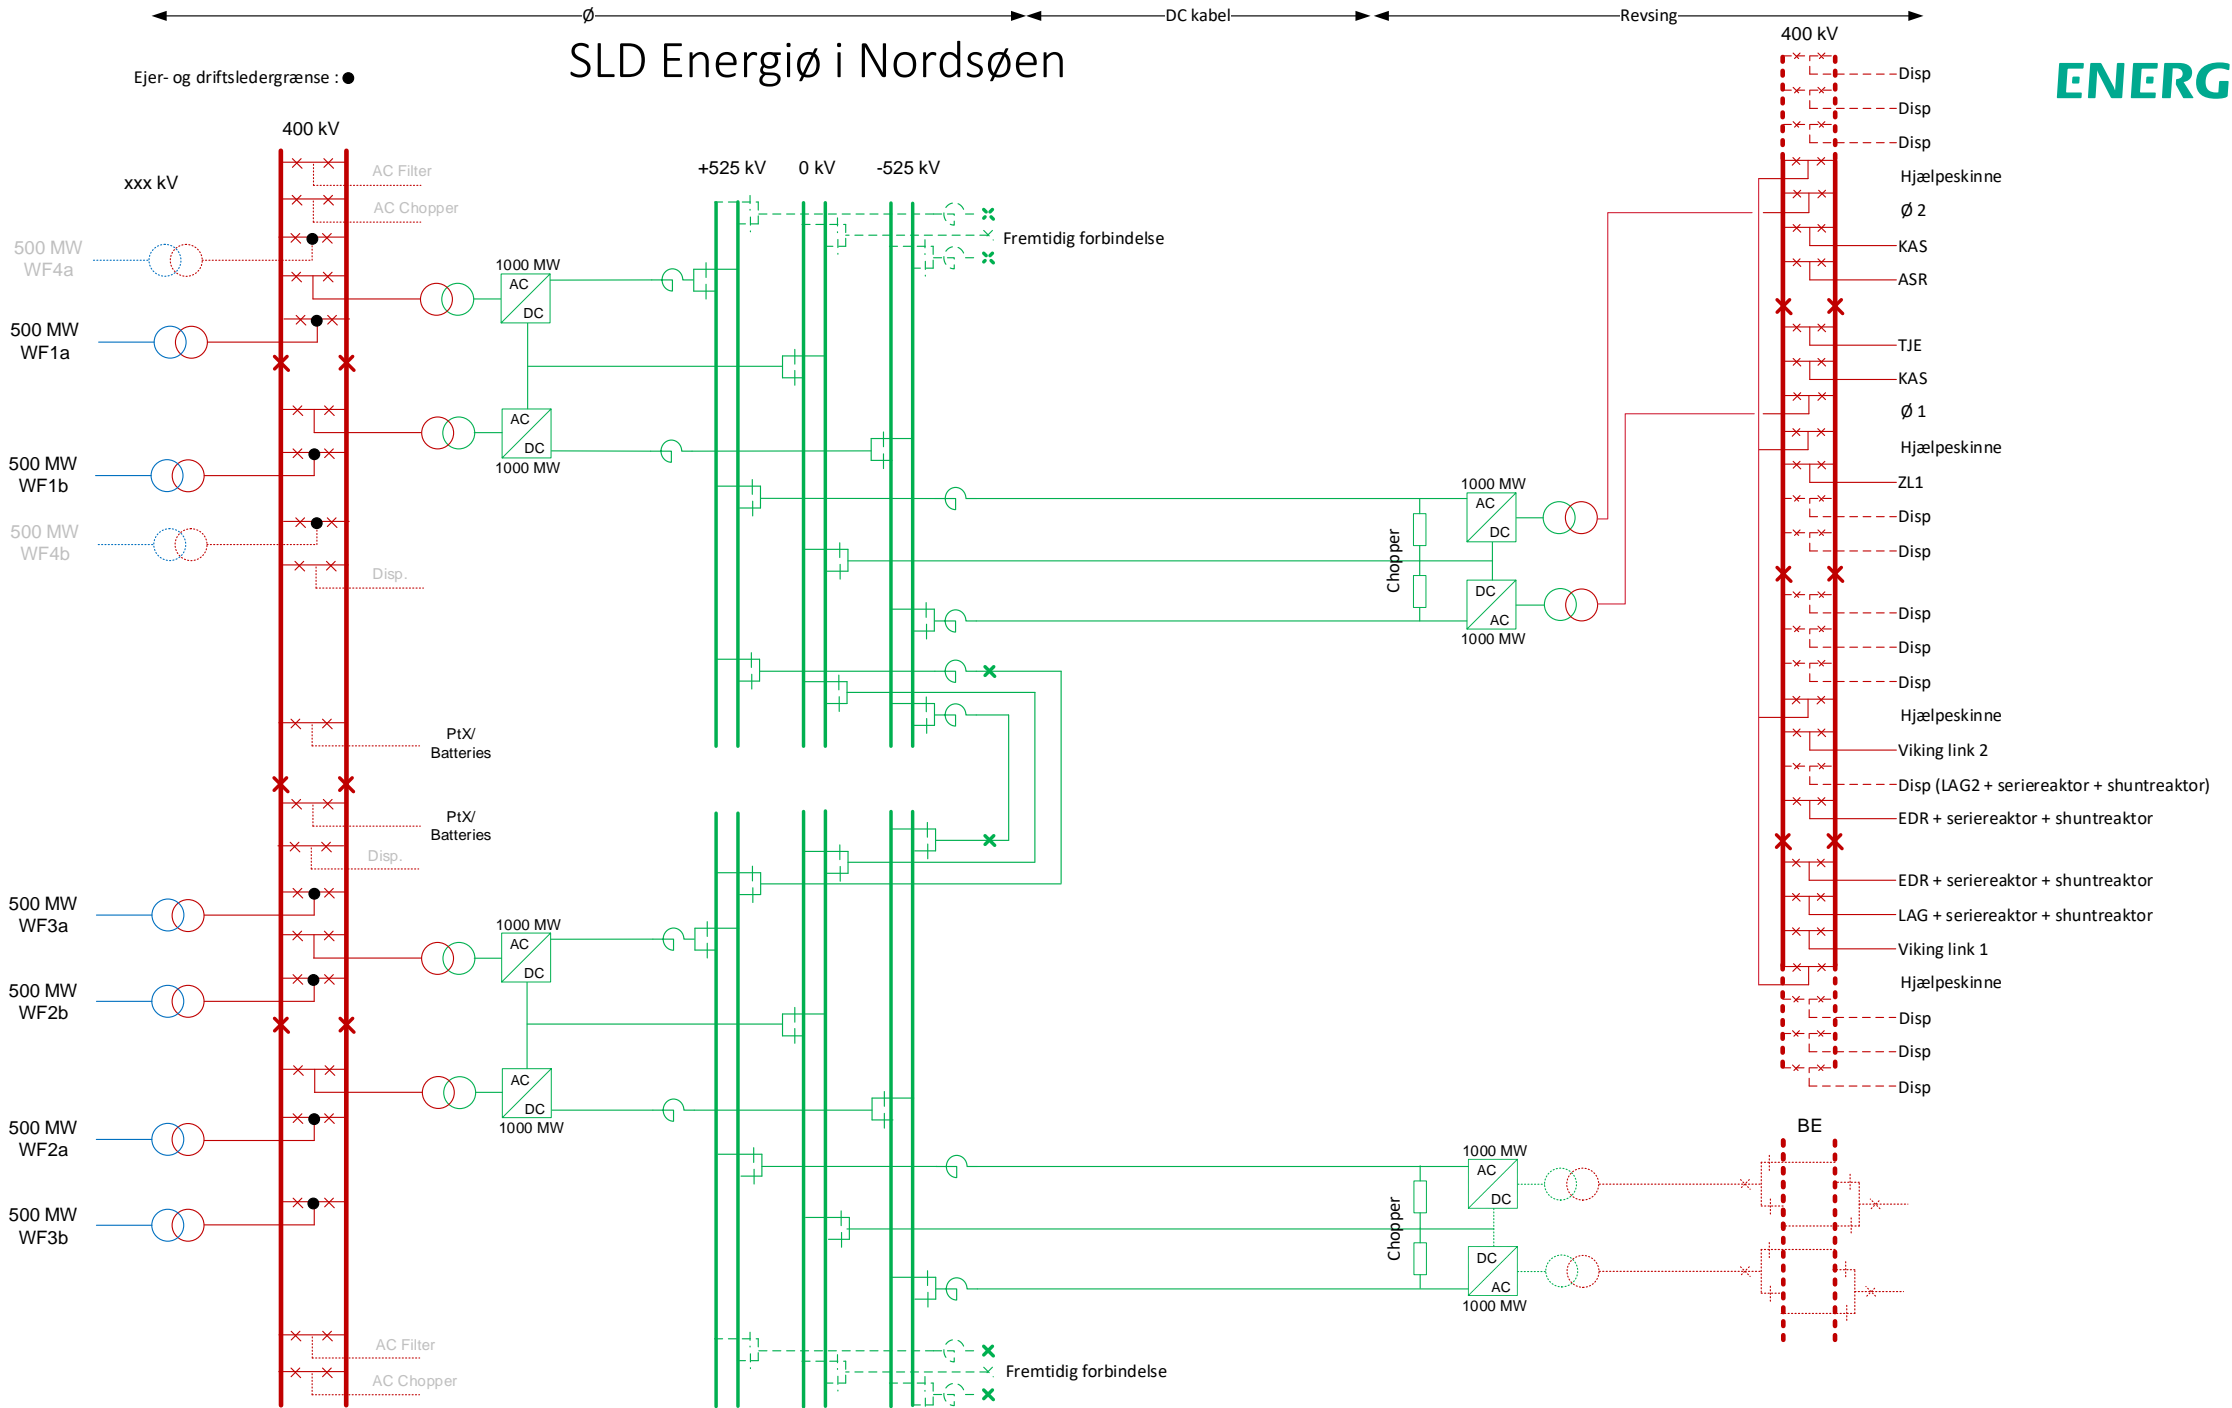 Ø
DC kabel
Revsing
SLD Energiø i Nordsøen
ENERG
Ejer- og driftsledergrænse :
400 kV
xxx kV
+525 kV
0 kV
-525 kV
400 kV
AC Filter
AC Chopper
500 MW
WF4a
500 MW
WF1a
500 MW
WF1b
500 MW
WF4b
Disp.
PtX/
Batteries
PtX/
Batteries
Disp.
500 MW
WF3a
500 MW
WF2b
500 MW
WF2a
500 MW
WF3b
AC Filter
AC Chopper
1000 MW
AC
DC
AC
DC
1000 MW
1000 MW
AC
DC
AC
DC
1000 MW
Fremtidig forbindelse
Fremtidig forbindelse
Chopper
1000 MW
AC
DC
DC
AC
1000 MW
Chopper
1000 MW
AC
DC
DC
AC
1000 MW
Disp
Disp
Disp
Hjælpeskinne
Ø 2
KAS
ASR
TJE
KAS
Ø 1
Hjælpeskinne
ZL1
Disp
Disp
Disp
Disp
Disp
Hjælpeskinne
Viking link 2
Disp (LAG2 + seriereaktor + shuntreaktor)
EDR + seriereaktor + shuntreaktor
EDR + seriereaktor + shuntreaktor
LAG + seriereaktor + shuntreaktor
Viking link 1
Hjælpeskinne
Disp
Disp
Disp
BE